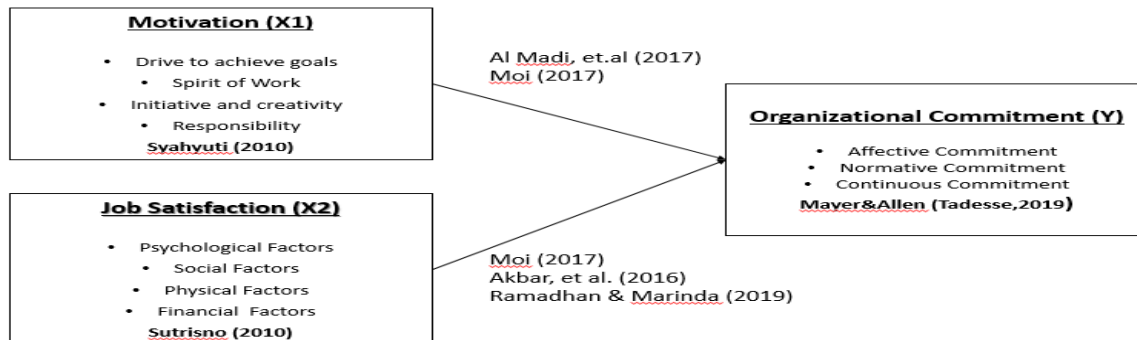 Motivation (X1)
• Drive to achieve goals
• Spirit of Work
• Initiative and creativity
• Responsibility
Syahyuti (2010)
Al Madi, et.al (2017)
Moi (2017)
Organizational Commitment (Y)
• Affective Commitment
• Normative Commitment
• Continuous Commitment
Mayer&Allen (Tadesse,2019)
Job Satisfaction (X2)
• Psychological Factors
• Social Factors
• Physical Factors
• Financial Factors
Sutrisno (2010)
Moi (2017)
Akbar, et al. (2016)
Ramadhan & Marinda (2019)